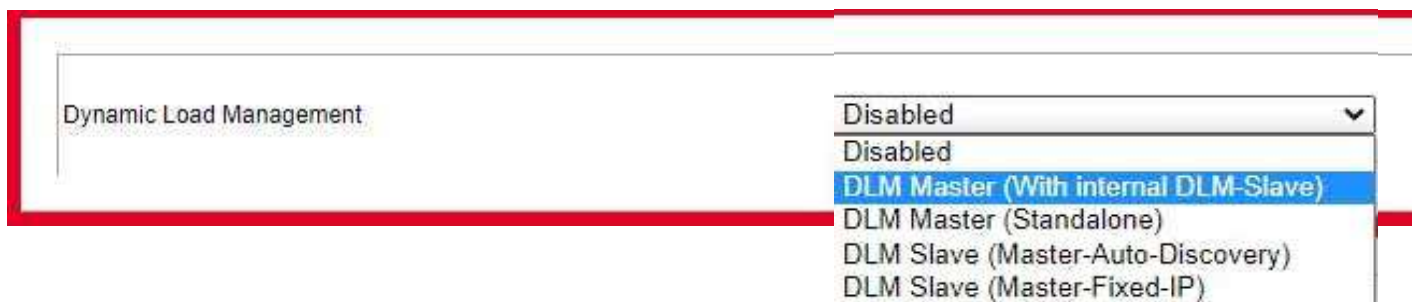 Dynamic Load Management
Disabled
Disabled
DLM Master (With internal DLM-Slave)
DLM Master (Standalone)
DLM Slave (Master-Auto-Discovery)
DLM Slave (Master-Fixed-IP)